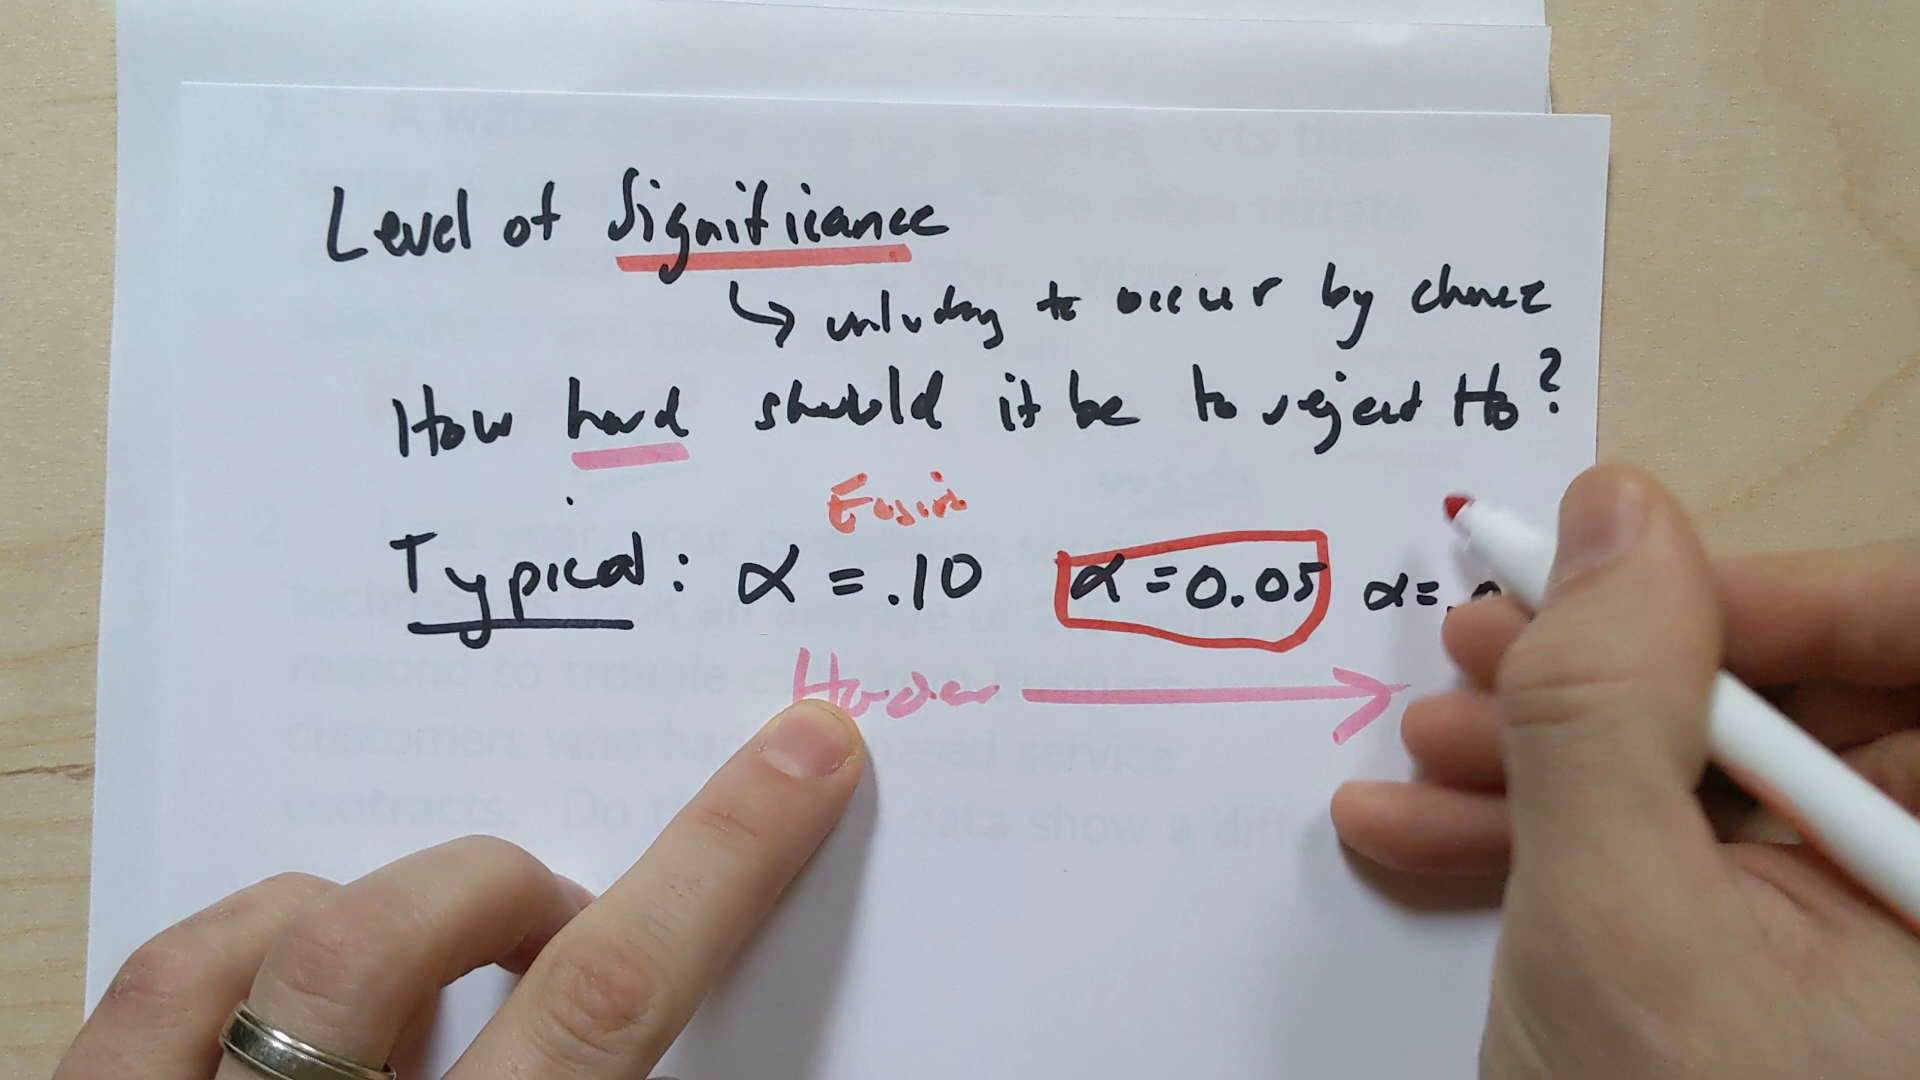 Level of Significance
↳ unlikely to occur by chance
How hard should it be to reject Ho?
Easier
Typical: α = .10 α = 0.05 α = .0
Harder →